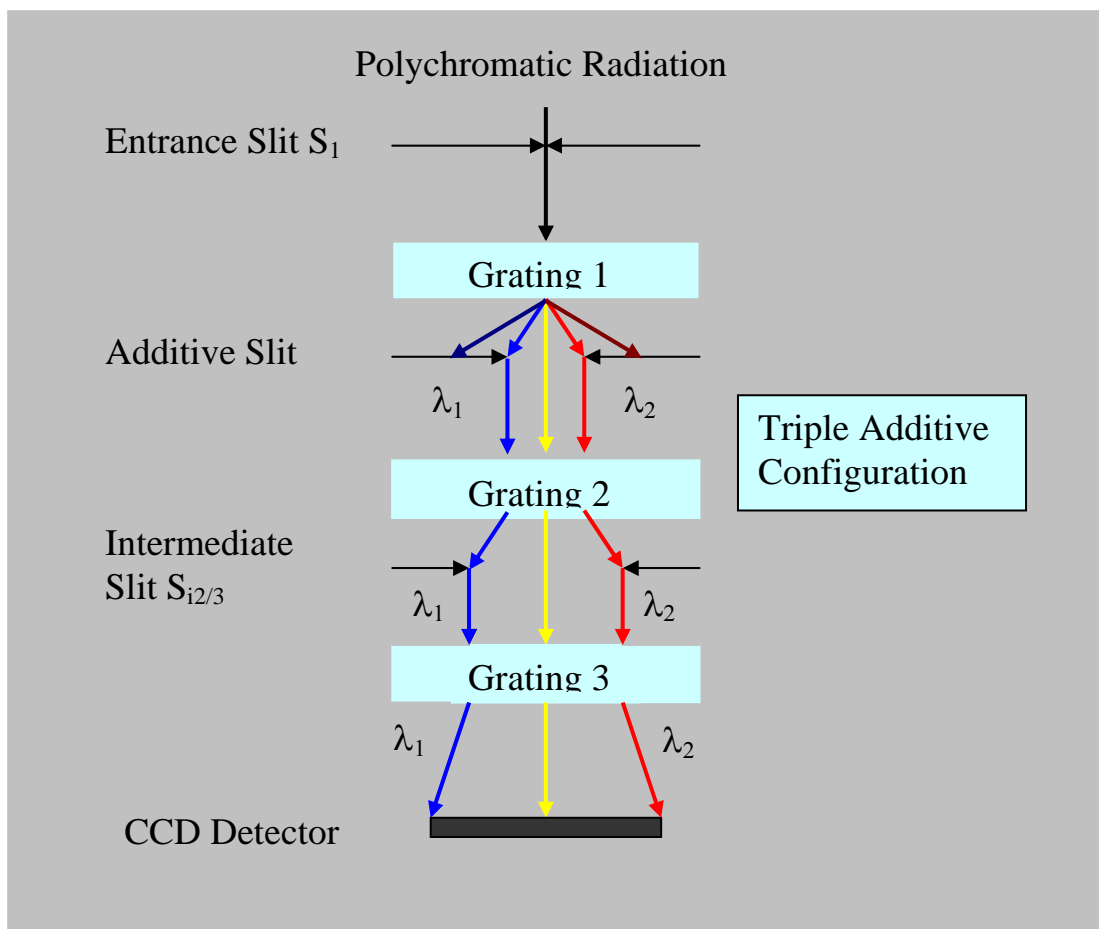 Polychromatic Radiation
Entrance Slit S₁
Grating 1
Additive Slit
λ₁
λ₂
Triple Additive
Configuration
Grating 2
Intermediate
Slit Sᵢ₂/₃
λ₁
λ₂
Grating 3
λ₁
λ₂
CCD Detector